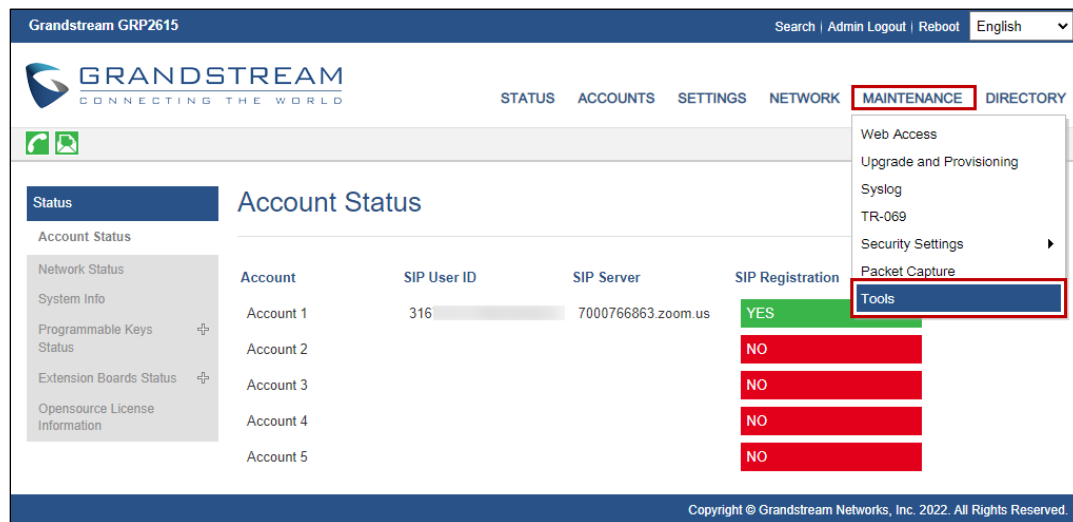 Grandstream GRP2615
Search | Admin Logout | Reboot English
GRANDSTREAM
CONNECTING THE WORLD
STATUS ACCOUNTS SETTINGS NETWORK MAINTENANCE DIRECTORY
Web Access
Upgrade and Provisioning
Syslog
TR-069
Security Settings
Packet Capture
Tools
Status
Account Status
Network Status
System Info
Programmable Keys
Status
Extension Boards Status
Opensource License
Information
Account Status
Account SIP User ID SIP Server SIP Registration
Account 1 316 7000766863.zoom.us YES
Account 2 NO
Account 3 NO
Account 4 NO
Account 5 NO
Copyright © Grandstream Networks, Inc. 2022. All Rights Reserved.